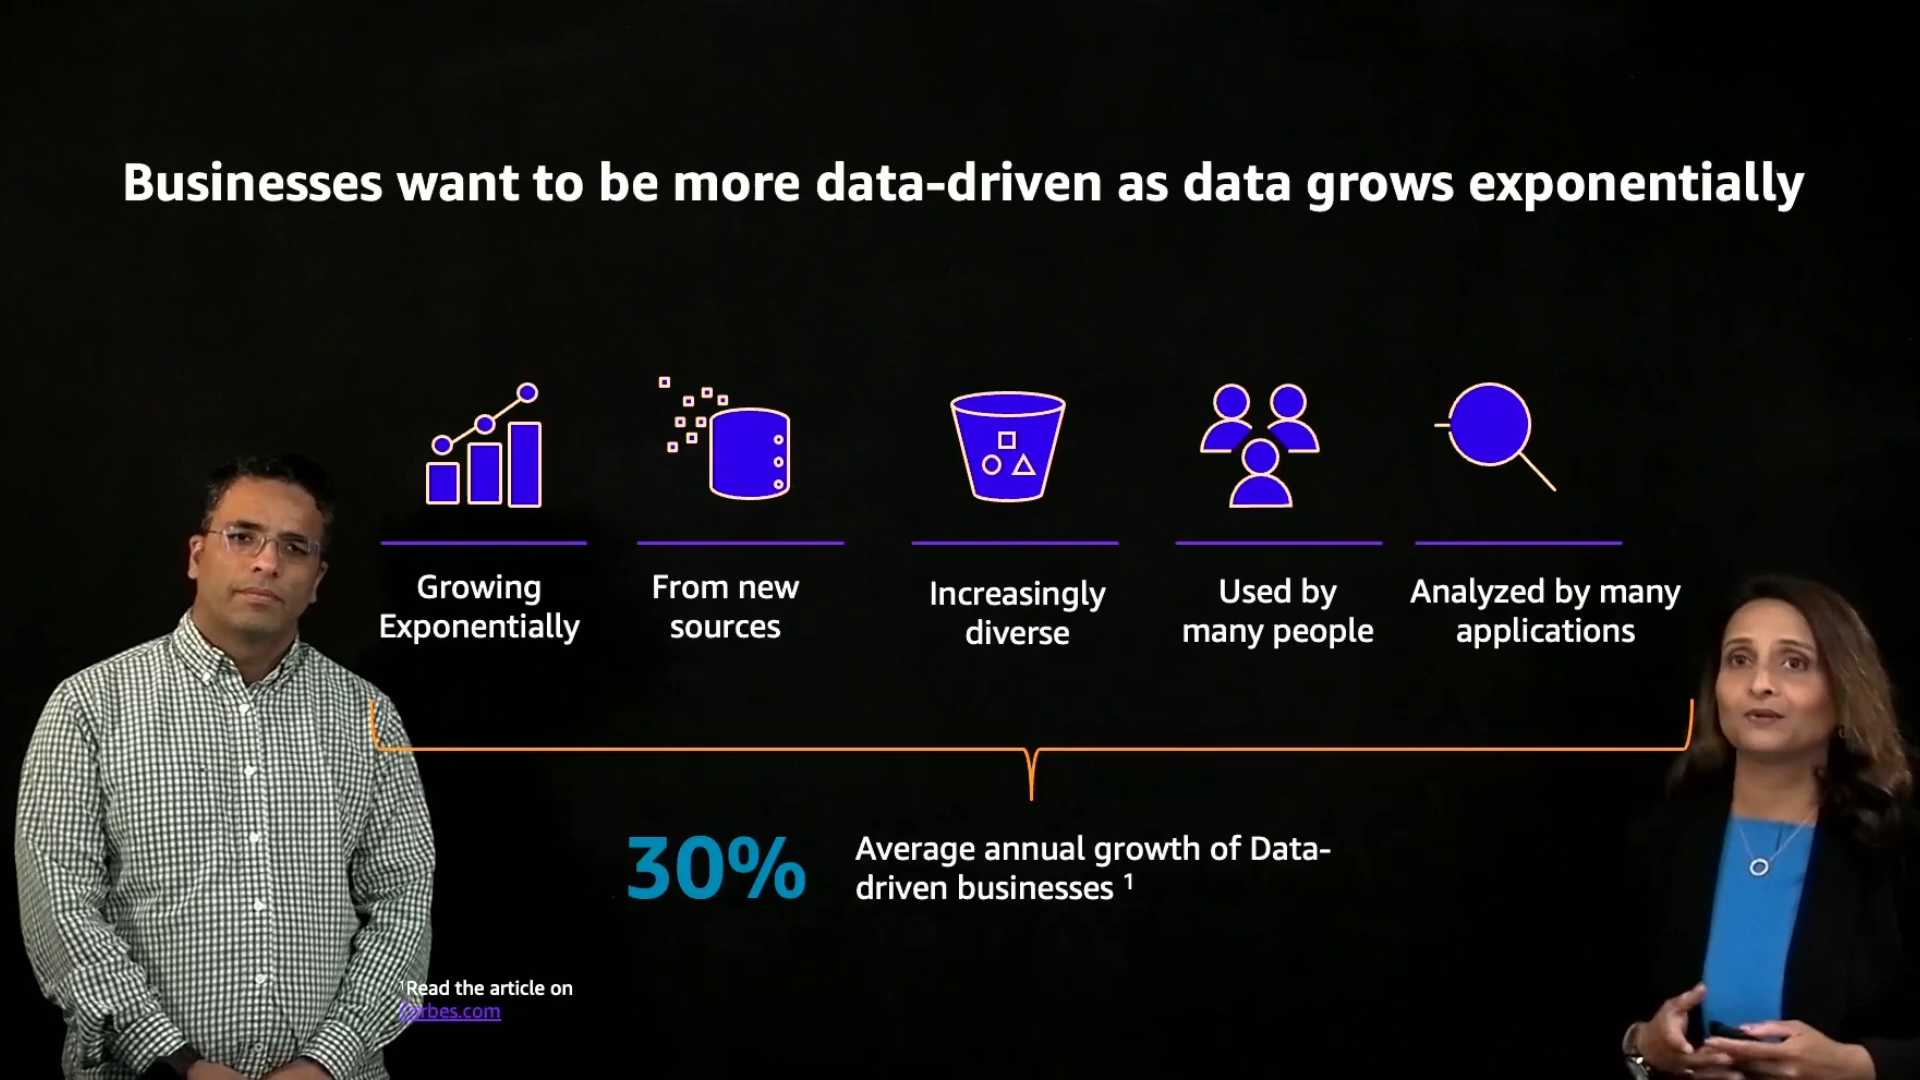 Businesses want to be more data-driven as data grows exponentially
Growing
Exponentially
From new
sources
Increasingly
diverse
Used by
many people
Analyzed by many
applications
30%
Average annual growth of Data-
driven businesses ¹
¹Read the article on
Forbes.com